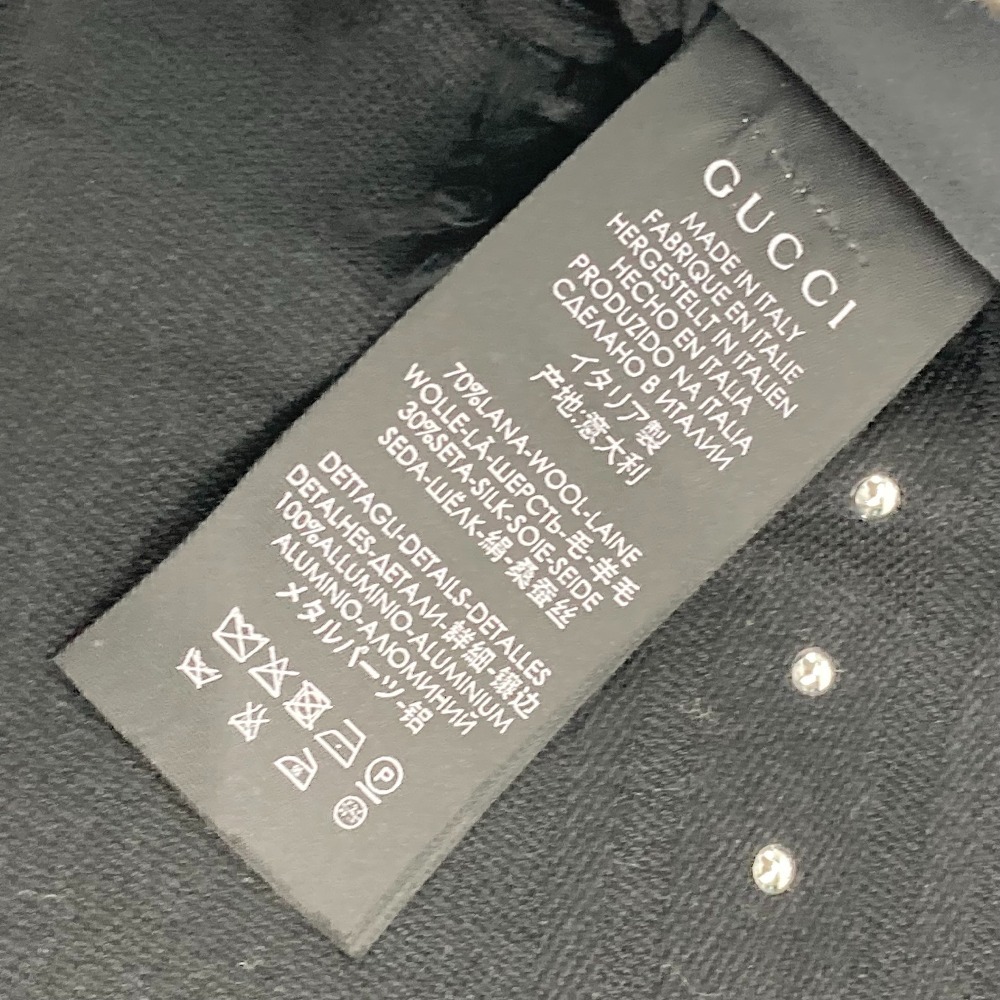 GUCCI
MADE IN ITALY
FABRIQUE EN ITALIE
HERGESTELLT IN ITALIEN
HECHO EN ITALIA
PRODUZIDO NA ITALIA
СДЕЛАНО В ИТАЛИИ
イタリア製
产地:意大利
70%LANA-WOOL-LAINE
WOLLE-LÃ-ШЕРСТЬ-毛-羊毛
30%SETA-SILK-SOIE-SEIDE
SEDA-ШЁЛК-絹-桑蚕丝
DETTAGLI-DETAILS-DETALLES
DETALHES-ДЕТАЛИ-詳細-镶边
100%ALLUMINIO-ALUMINIUM
ALUMINIO-АЛЮМИНИЙ
メタルパーツ-铝
P